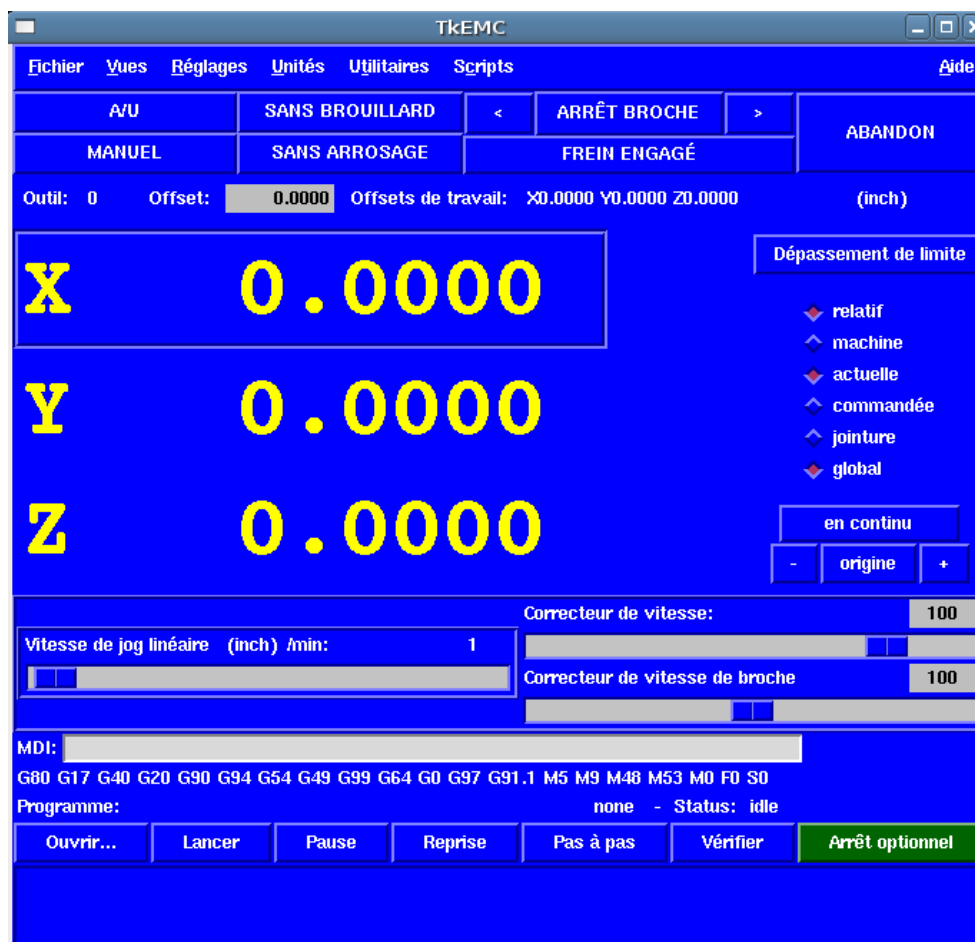 TkEMC
Fichier Vues Réglages Unités Utilitaires Scripts Aide
A/U SANS BROUILLARD < ARRÊT BROCHE > ABANDON
MANUEL SANS ARROSAGE FREIN ENGAGÉ
Outil: 0 Offset: 0.0000 Offsets de travail: X0.0000 Y0.0000 Z0.0000 (inch)
Dépassement de limite
X 0.0000
relatif
machine
actuelle
Y 0.0000
commandée
jointure
global
Z 0.0000
en continu
- origine +
Correcteur de vitesse: 100
Vitesse de jog linéaire (inch) /min: 1
Correcteur de vitesse de broche 100
MDI:
G80 G17 G40 G20 G90 G94 G54 G49 G99 G64 G0 G97 G91.1 M5 M9 M48 M53 M0 F0 S0
Programme: none - Status: idle
Ouvrir... Lancer Pause Reprise Pas à pas Vérifier Arrêt optionnel